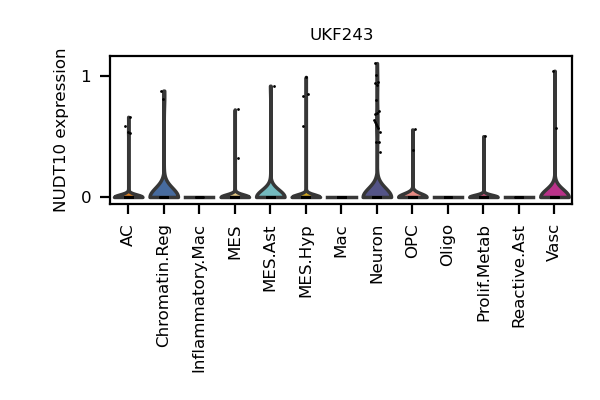 UKF243
NUDT10 expression
1
0
AC
Chromatin.Reg
Inflammatory.Mac
MES
MES.Ast
MES.Hyp
Mac
Neuron
OPC
Oligo
Prolif.Metab
Reactive.Ast
Vasc